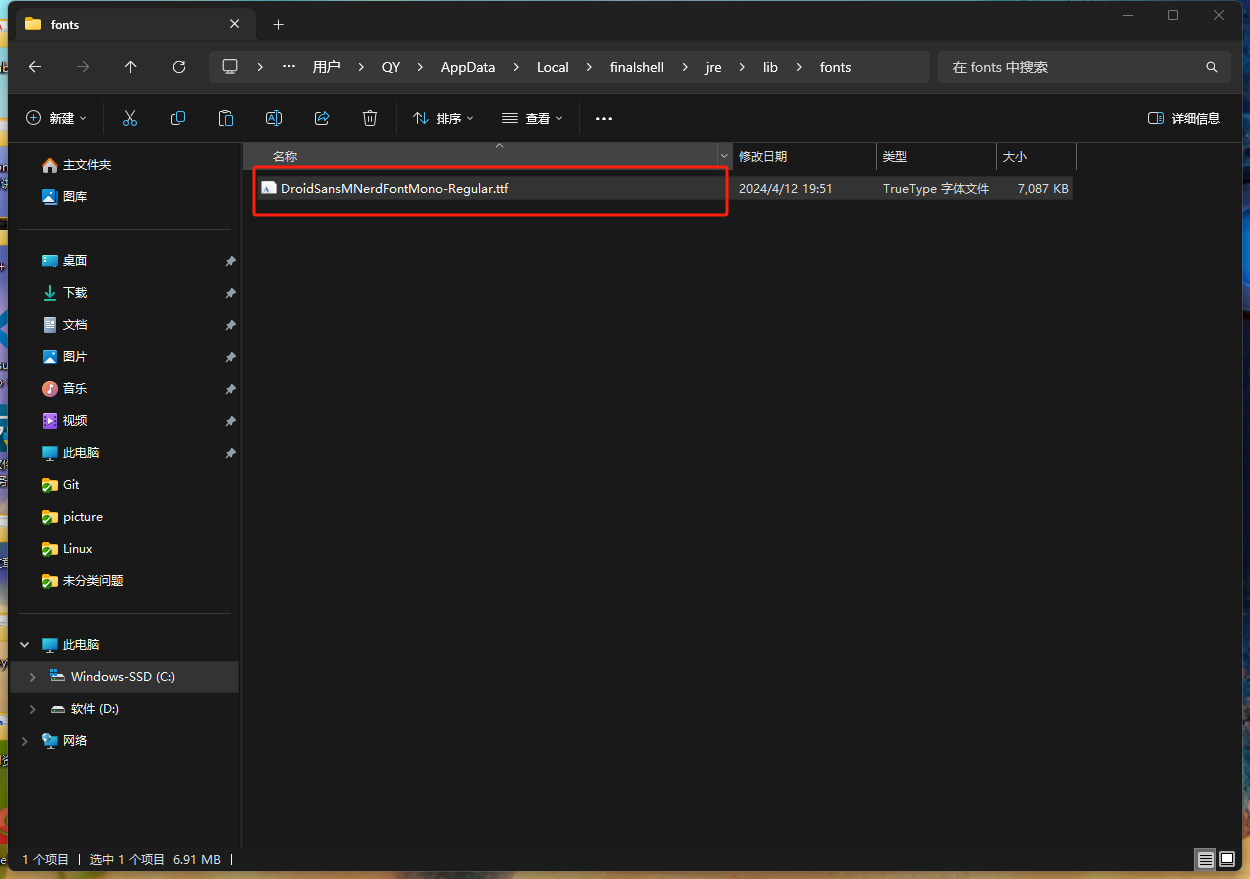 fonts
用户 QY AppData Local finalshell jre lib fonts
在 fonts 中搜索
新建 排序 查看 详细信息
名称 修改日期 类型 大小
DroidSansMNerdFontMono-Regular.ttf 2024/4/12 19:51 TrueType 字体文件 7,087 KB
主文件夹
图库
桌面
下载
文档
图片
音乐
视频
此电脑
Git
picture
Linux
未分类问题
此电脑
Windows-SSD (C:)
软件 (D:)
网络
1 个项目 选中 1 个项目 6.91 MB